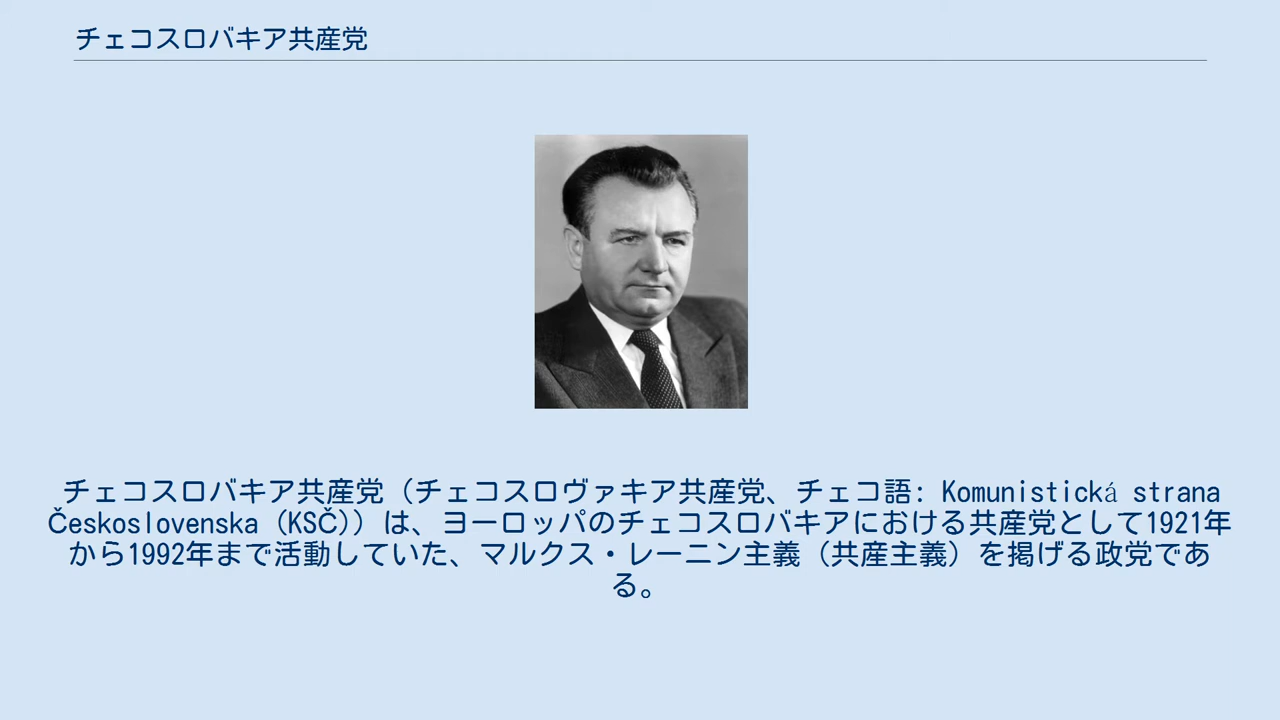 チェコスロバキア共産党
チェコスロバキア共産党（チェコスロヴァキア共産党、チェコ語: Komunistická strana
Československa（KSČ））は、ヨーロッパのチェコスロバキアにおける共産党として1921年
から1992年まで活動していた、マルクス・レーニン主義（共産主義）を掲げる政党であ
る。